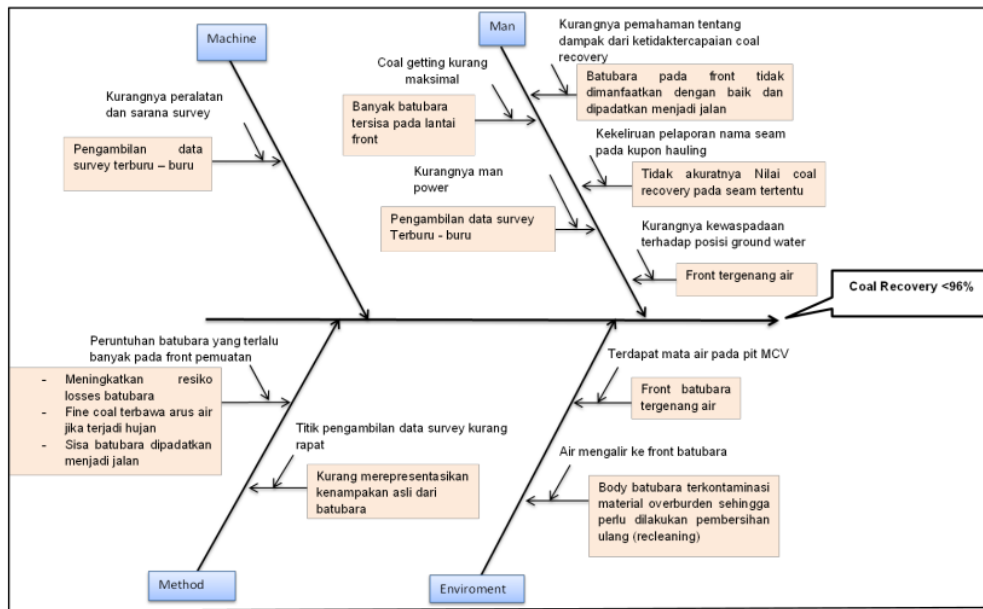 Machine
Kurangnya peralatan
dan sarana survey
Pengambilan data
survey terburu – buru
Man
Kurangnya pemahaman tentang
dampak dari ketidaktercapaian coal
recovery
Batubara pada front tidak
dimanfaatkan dengan baik dan
dipadatkan menjadi jalan
Coal getting kurang
maksimal
Banyak batubara
tersisa pada lantai
front
Kekeliruan pelaporan nama seam
pada kupon hauling
Tidak akuratnya Nilai coal
recovery pada seam tertentu
Kurangnya man
power
Pengambilan data survey
Terburu - buru
Kurangnya kewaspadaan
terhadap posisi ground water
Front tergenang air
Coal Recovery <96%
Peruntuhan batubara yang terlalu
banyak pada front pemuatan
- Meningkatkan resiko
losses batubara
- Fine coal terbawa arus air
jika terjadi hujan
- Sisa batubara dipadatkan
menjadi jalan
Titik pengambilan data survey kurang
rapat
Kurang merepresentasikan
kenampakan asli dari
batubara
Method
Terdapat mata air pada pit MCV
Front batubara
tergenang air
Air mengalir ke front batubara
Body batubara terkontaminasi
material overburden sehingga
perlu dilakukan pembersihan
ulang (recleaning)
Enviroment